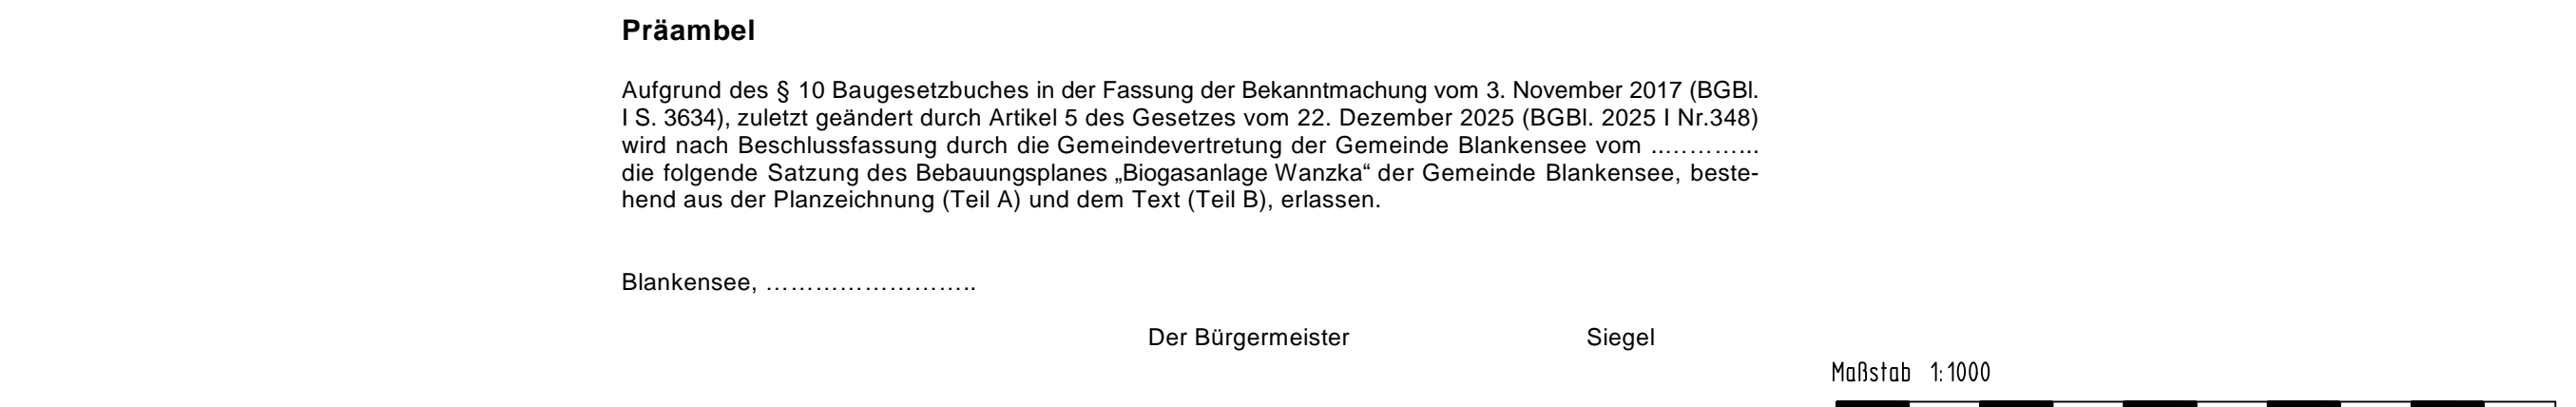 Präambel
Aufgrund des § 10 Baugesetzbuches in der Fassung der Bekanntmachung vom 3. November 2017 (BGBl.
I S. 3634), zuletzt geändert durch Artikel 5 des Gesetzes vom 22. Dezember 2025 (BGBl. 2025 I Nr.348)
wird nach Beschlussfassung durch die Gemeindevertretung der Gemeinde Blankensee vom ...………...
die folgende Satzung des Bebauungsplanes „Biogasanlage Wanzka“ der Gemeinde Blankensee, beste-
hend aus der Planzeichnung (Teil A) und dem Text (Teil B), erlassen.
Blankensee, ……………………..
Der Bürgermeister Siegel
Maßstab 1:1000